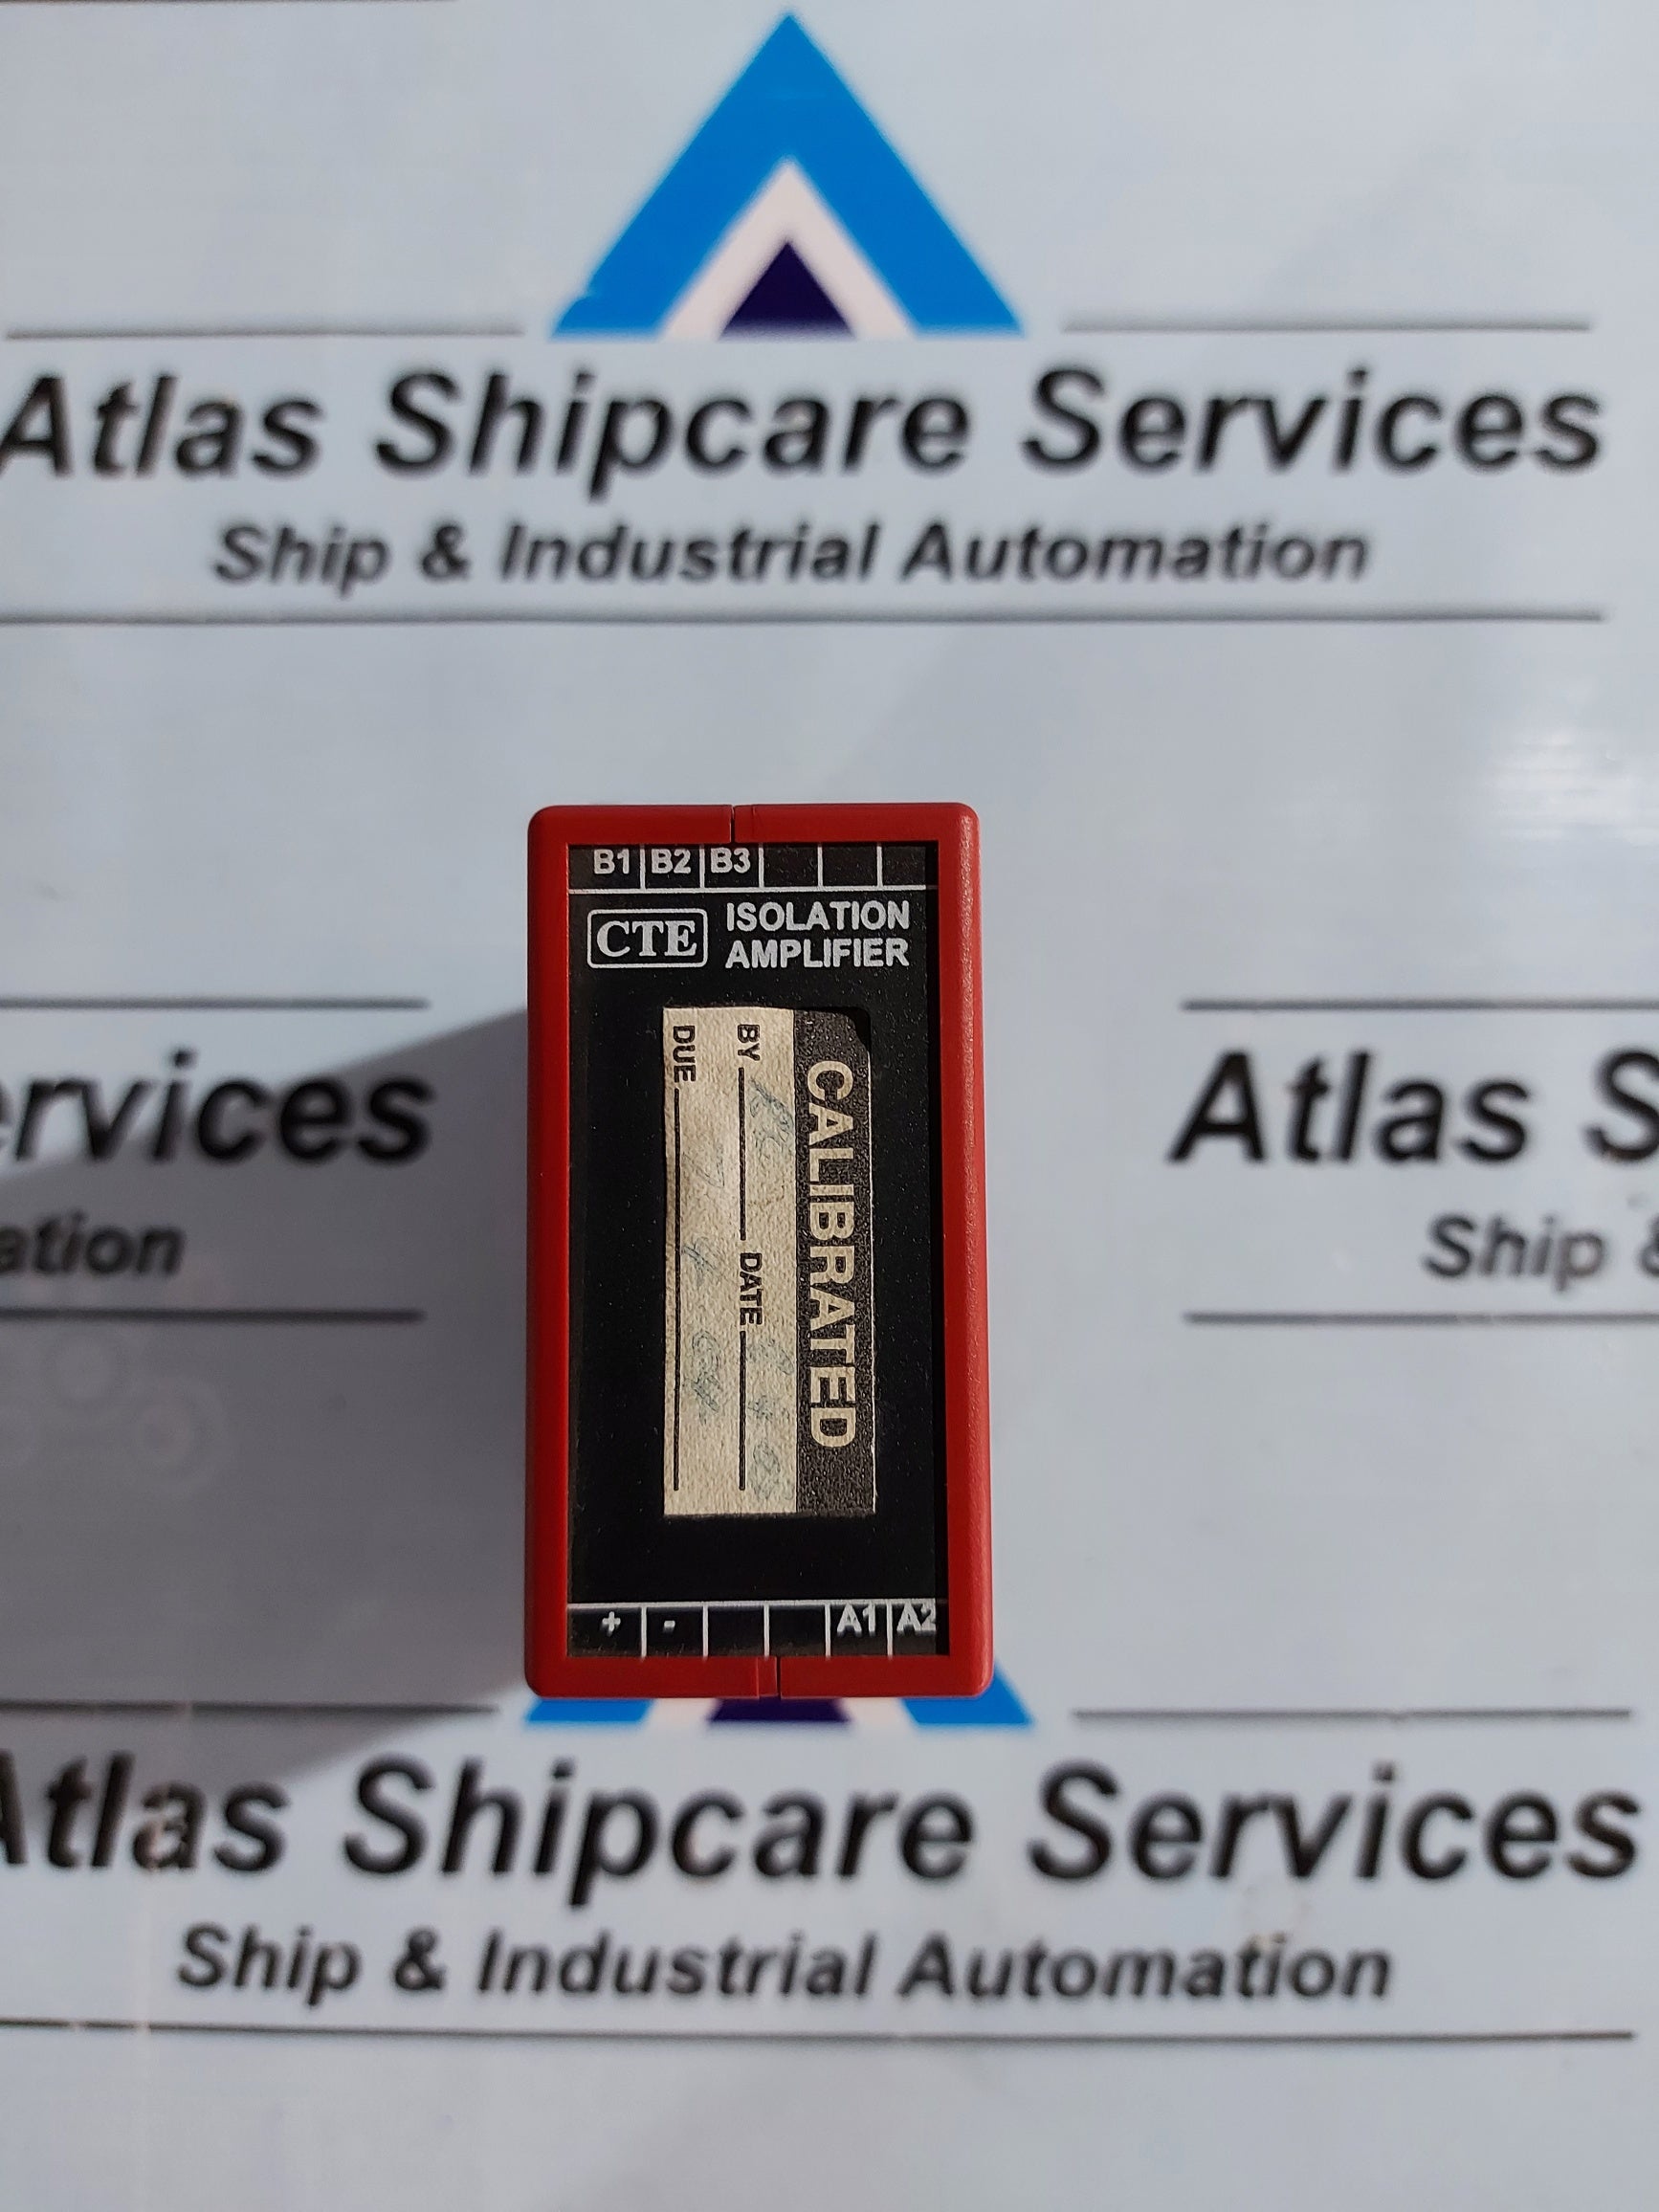 Atlas Shipcare Services
Ship & Industrial Automation
ervices
ation
Atlas S
Ship &
B1 B2 B3
CTE ISOLATION
AMPLIFIER
CALIBRATED
BY DATE
DUE
+ - A1 A2
Atlas Shipcare Services
Ship & Industrial Automation